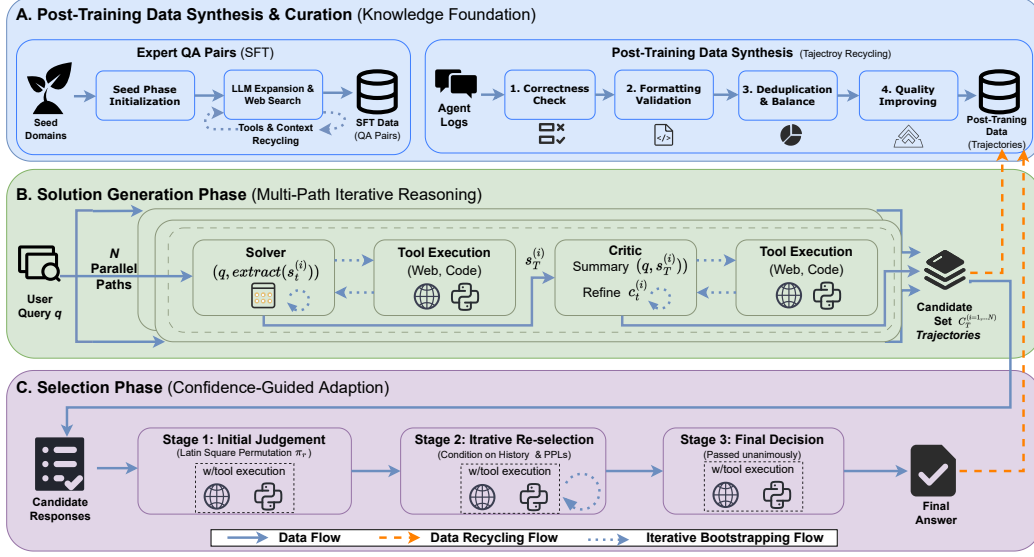 A. Post-Training Data Synthesis & Curation (Knowledge Foundation)
Expert QA Pairs (SFT)
Seed
Domains
Seed Phase
Initialization
LLM Expansion &
Web Search
Tools & Context
Recycling
SFT Data
(QA Pairs)
Post-Training Data Synthesis (Tajectroy Recycling)
Agent
Logs
1. Correctness
Check
2. Formatting
Validation
3. Deduplication
& Balance
4. Quality
Improving
Post-Traning
Data
(Trajectories)
B. Solution Generation Phase (Multi-Path Iterative Reasoning)
User
Query q
N
Parallel
Paths
Solver
(q, extract(s_t^{(i)}))
Tool Execution
(Web, Code)
s_T^{(i)}
Critic
Summary (q, s_T^{(i)}))
Refine c_t^{(i)}
Tool Execution
(Web, Code)
Candidate
Set C_T^{(i=1,..N)}
Trajectories
C. Selection Phase (Confidence-Guided Adaption)
Candidate
Responses
Stage 1: Initial Judgement
(Latin Square Permutation π_r)
w/tool execution
Stage 2: Itrative Re-selection
(Condition on History & PPLs)
w/tool execution
Stage 3: Final Decision
(Passed unanimously)
w/tool execution
Final
Answer
Data Flow
Data Recycling Flow
Iterative Bootstrapping Flow